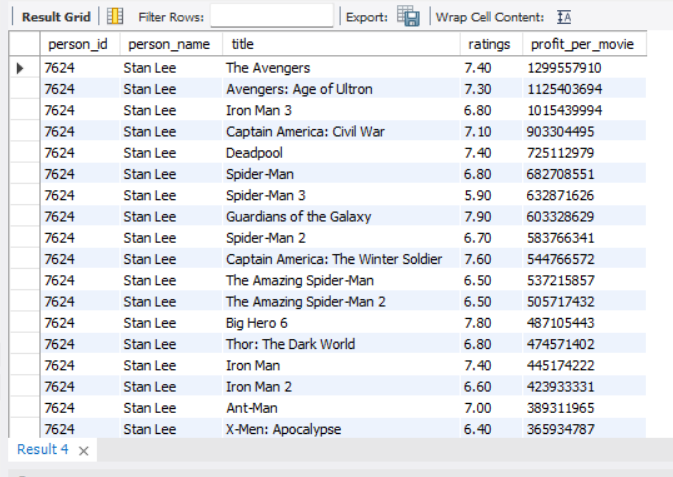 Result Grid Filter Rows: Export: Wrap Cell Content: IA
person_id person_name title ratings profit_per_movie
7624 Stan Lee The Avengers 7.40 1299557910
7624 Stan Lee Avengers: Age of Ultron 7.30 1125403694
7624 Stan Lee Iron Man 3 6.80 1015439994
7624 Stan Lee Captain America: Civil War 7.10 903304495
7624 Stan Lee Deadpool 7.40 725112979
7624 Stan Lee Spider-Man 6.80 682708551
7624 Stan Lee Spider-Man 3 5.90 632871626
7624 Stan Lee Guardians of the Galaxy 7.90 603328629
7624 Stan Lee Spider-Man 2 6.70 583766341
7624 Stan Lee Captain America: The Winter Soldier 7.60 544766572
7624 Stan Lee The Amazing Spider-Man 6.50 537215857
7624 Stan Lee The Amazing Spider-Man 2 6.50 505717432
7624 Stan Lee Big Hero 6 7.80 487105443
7624 Stan Lee Thor: The Dark World 6.80 474571402
7624 Stan Lee Iron Man 7.40 445174222
7624 Stan Lee Iron Man 2 6.60 423933331
7624 Stan Lee Ant-Man 7.00 389311965
7624 Stan Lee X-Men: Apocalypse 6.40 365934787
Result 4 ×